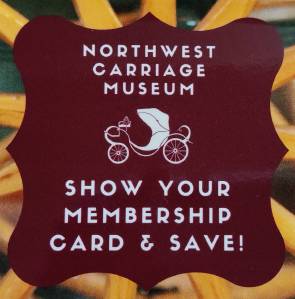 NORTHWEST
CARRIAGE
MUSEUM
SHOW YOUR
MEMBERSHIP
CARD & SAVE!